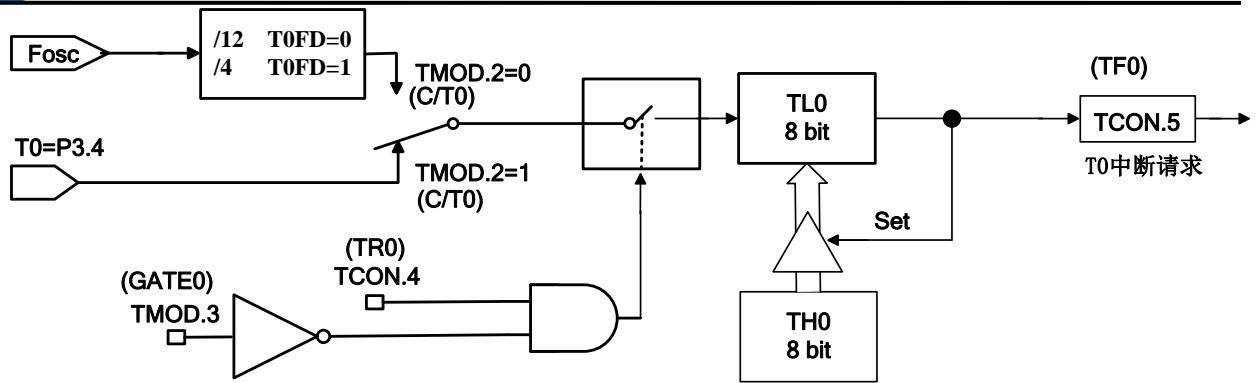 Fosc
/12 T0FD=0
/4 T0FD=1
TMOD.2=0
(C/T0)
T0=P3.4
TMOD.2=1
(C/T0)
(GATE0)
TMOD.3
(TR0)
TCON.4
TL0
8 bit
Set
TH0
8 bit
(TF0)
TCON.5
T0中断请求